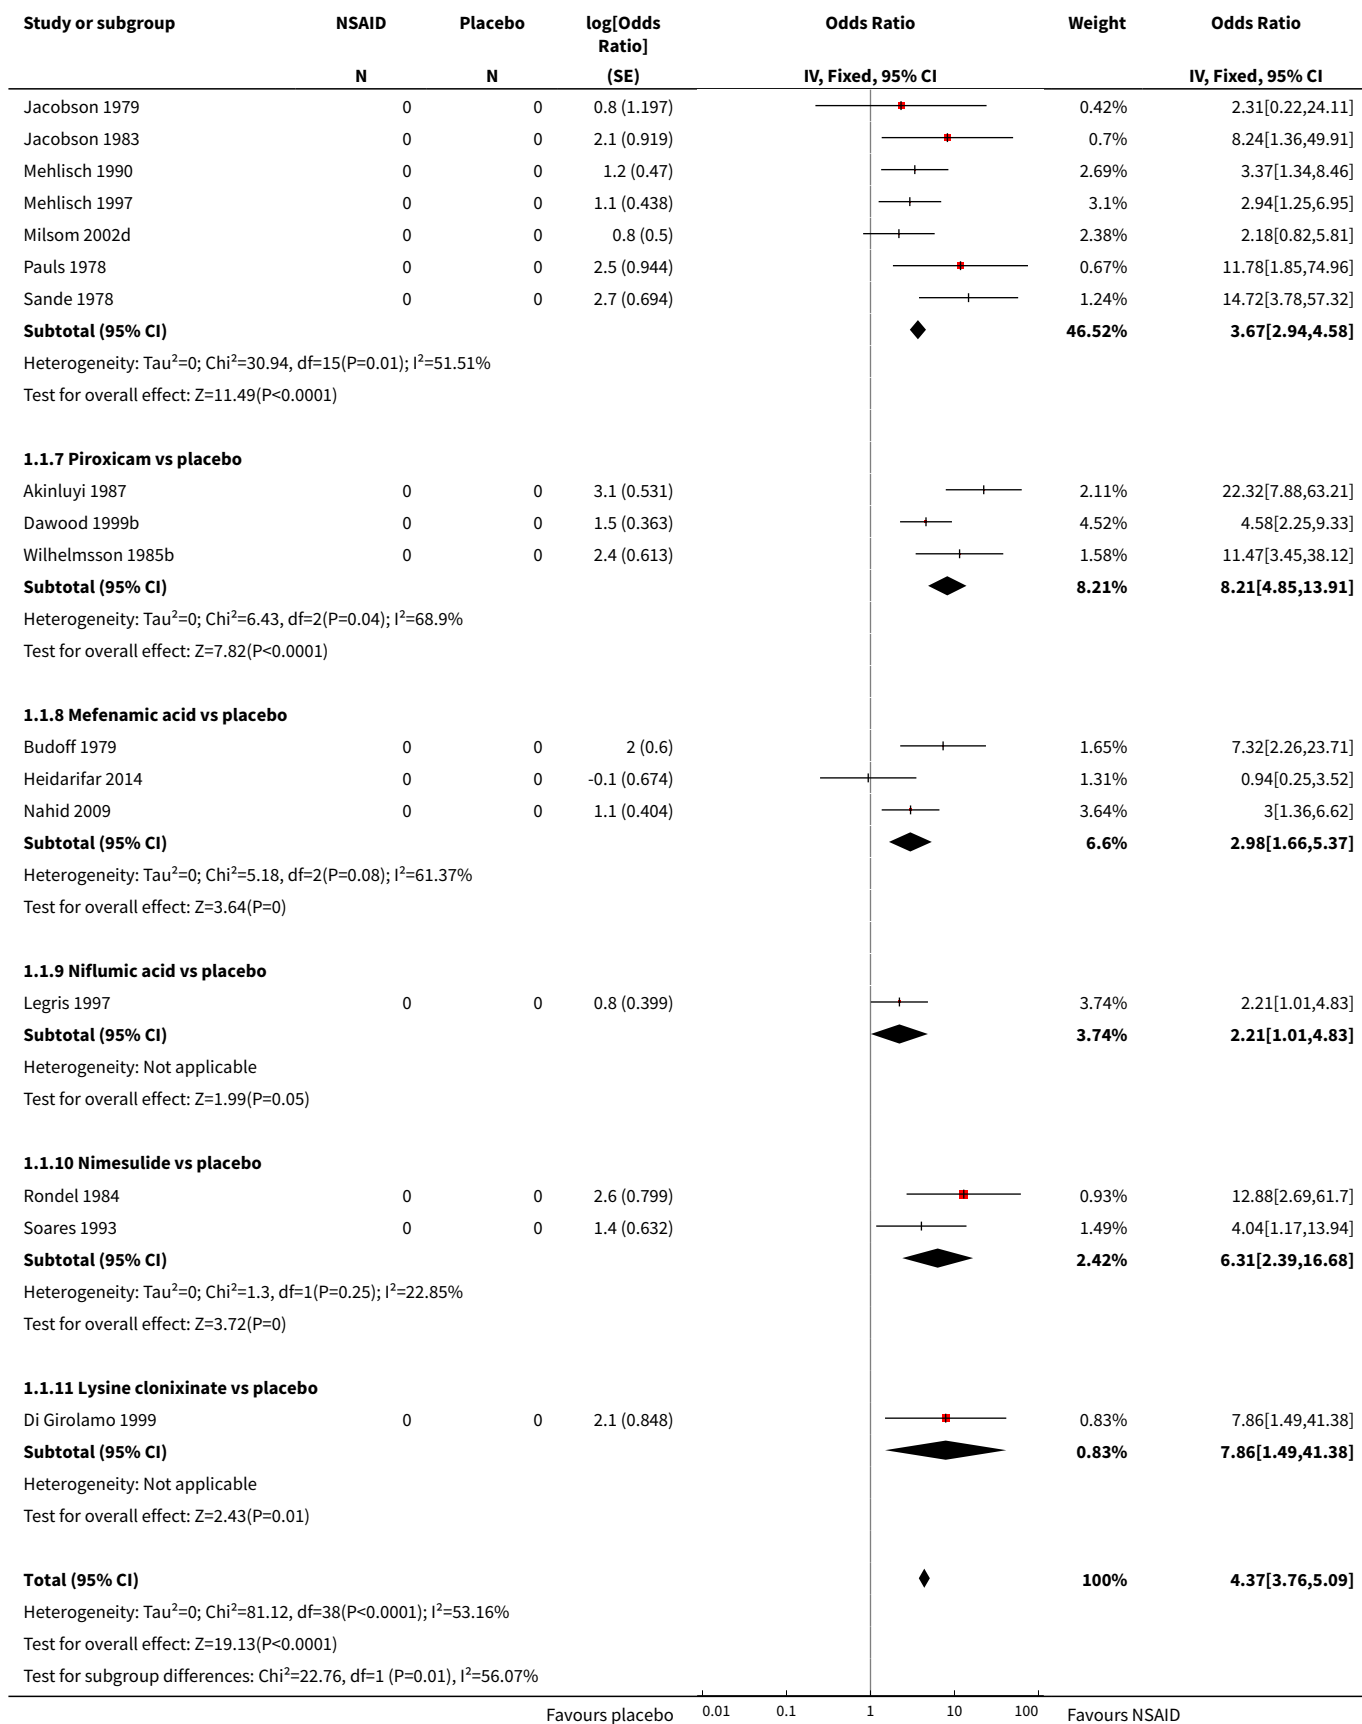 Study or subgroup NSAID Placebo log[Odds Ratio] Odds Ratio Weight Odds Ratio
N N (SE) IV, Fixed, 95% CI IV, Fixed, 95% CI
Jacobson 1979 0 0 0.8 (1.197) 0.42% 2.31[0.22,24.11]
Jacobson 1983 0 0 2.1 (0.919) 0.7% 8.24[1.36,49.91]
Mehlisch 1990 0 0 1.2 (0.47) 2.69% 3.37[1.34,8.46]
Mehlisch 1997 0 0 1.1 (0.438) 3.1% 2.94[1.25,6.95]
Milsom 2002d 0 0 0.8 (0.5) 2.38% 2.18[0.82,5.81]
Pauls 1978 0 0 2.5 (0.944) 0.67% 11.78[1.85,74.96]
Sande 1978 0 0 2.7 (0.694) 1.24% 14.72[3.78,57.32]
Subtotal (95% CI) 46.52% 3.67[2.94,4.58]
Heterogeneity: Tau²=0; Chi²=30.94, df=15(P=0.01); I²=51.51%
Test for overall effect: Z=11.49(P<0.0001)
1.1.7 Piroxicam vs placebo
Akinluyi 1987 0 0 3.1 (0.531) 2.11% 22.32[7.88,63.21]
Dawood 1999b 0 0 1.5 (0.363) 4.52% 4.58[2.25,9.33]
Wilhelmsson 1985b 0 0 2.4 (0.613) 1.58% 11.47[3.45,38.12]
Subtotal (95% CI) 8.21% 8.21[4.85,13.91]
Heterogeneity: Tau²=0; Chi²=6.43, df=2(P=0.04); I²=68.9%
Test for overall effect: Z=7.82(P<0.0001)
1.1.8 Mefenamic acid vs placebo
Budoff 1979 0 0 2 (0.6) 1.65% 7.32[2.26,23.71]
Heidarifar 2014 0 0 -0.1 (0.674) 1.31% 0.94[0.25,3.52]
Nahid 2009 0 0 1.1 (0.404) 3.64% 3[1.36,6.62]
Subtotal (95% CI) 6.6% 2.98[1.66,5.37]
Heterogeneity: Tau²=0; Chi²=5.18, df=2(P=0.08); I²=61.37%
Test for overall effect: Z=3.64(P=0)
1.1.9 Niflumic acid vs placebo
Legris 1997 0 0 0.8 (0.399) 3.74% 2.21[1.01,4.83]
Subtotal (95% CI) 3.74% 2.21[1.01,4.83]
Heterogeneity: Not applicable
Test for overall effect: Z=1.99(P=0.05)
1.1.10 Nimesulide vs placebo
Rondel 1984 0 0 2.6 (0.799) 0.93% 12.88[2.69,61.7]
Soares 1993 0 0 1.4 (0.632) 1.49% 4.04[1.17,13.94]
Subtotal (95% CI) 2.42% 6.31[2.39,16.68]
Heterogeneity: Tau²=0; Chi²=1.3, df=1(P=0.25); I²=22.85%
Test for overall effect: Z=3.72(P=0)
1.1.11 Lysine clonixinate vs placebo
Di Girolamo 1999 0 0 2.1 (0.848) 0.83% 7.86[1.49,41.38]
Subtotal (95% CI) 0.83% 7.86[1.49,41.38]
Heterogeneity: Not applicable
Test for overall effect: Z=2.43(P=0.01)
Total (95% CI) 100% 4.37[3.76,5.09]
Heterogeneity: Tau²=0; Chi²=81.12, df=38(P<0.0001); I²=53.16%
Test for overall effect: Z=19.13(P<0.0001)
Test for subgroup differences: Chi²=22.76, df=1 (P=0.01), I²=56.07%
Favours placebo 0.01 0.1 1 10 100 Favours NSAID